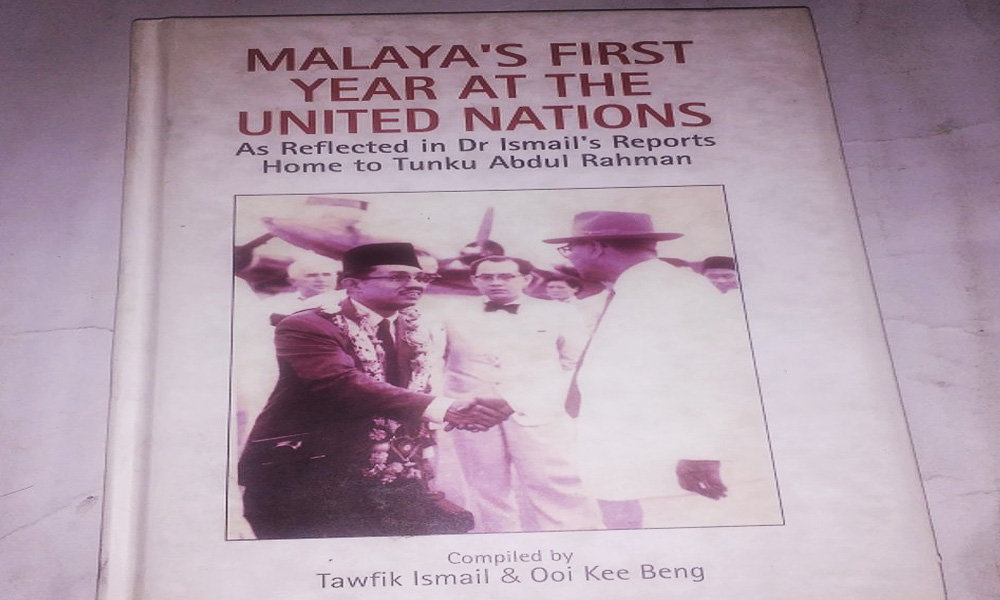 MALAYA'S FIRST
YEAR AT THE
UNITED NATIONS
As Reflected in Dr Ismail's Reports
Home to Tunku Abdul Rahman
Compiled by
Tawfik Ismail & Ooi Kee Beng